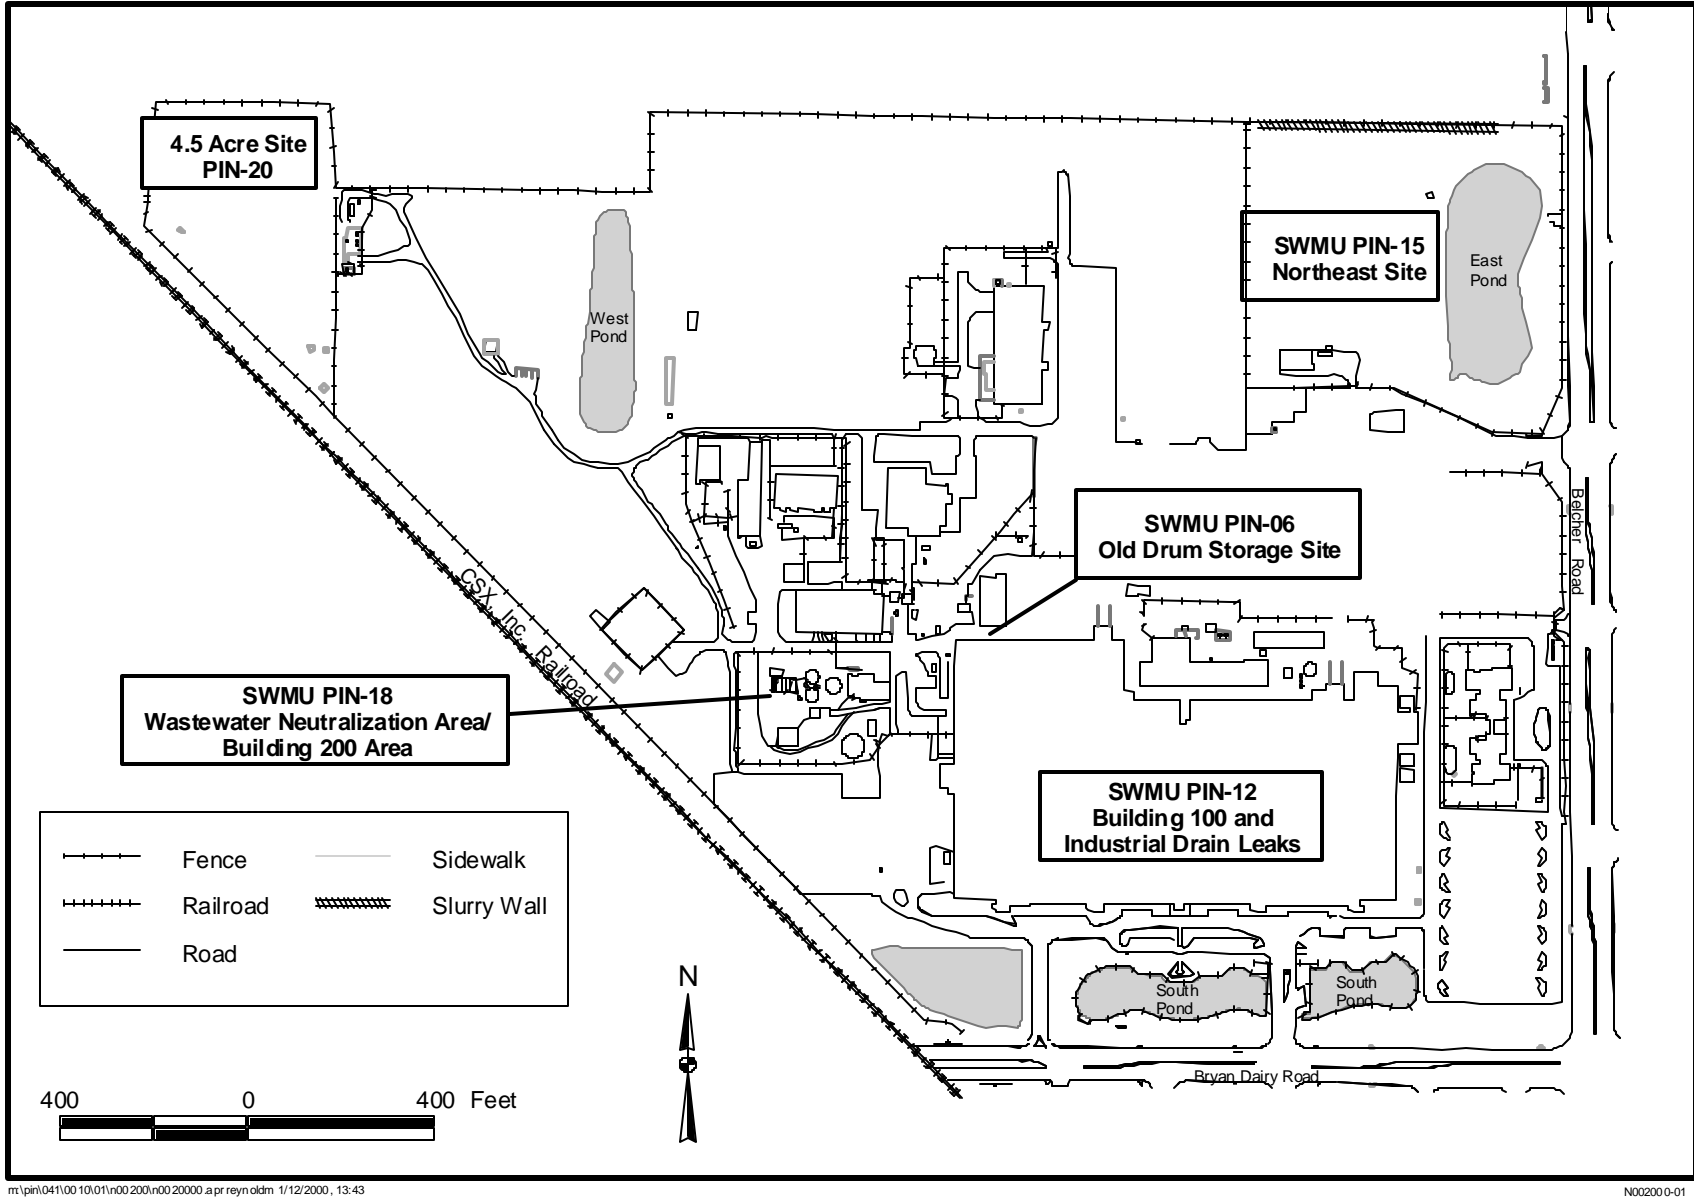 4.5 Acre Site
PIN-20
SWMU PIN-15
Northeast Site
East
Pond
West
Pond
SWMU PIN-06
Old Drum Storage Site
Belcher Road
CSX, Inc. Railroad
SWMU PIN-18
Wastewater Neutralization Area/
Building 200 Area
SWMU PIN-12
Building 100 and
Industrial Drain Leaks
Fence
Sidewalk
Railroad
Slurry Wall
Road
N
South
Pond
South
Pond
Bryan Dairy Road
400 0 400 Feet
m:\pin\041\0010\01\n00200\n0020000.apr reynoldm 1/12/2000, 13:43
N002000-01